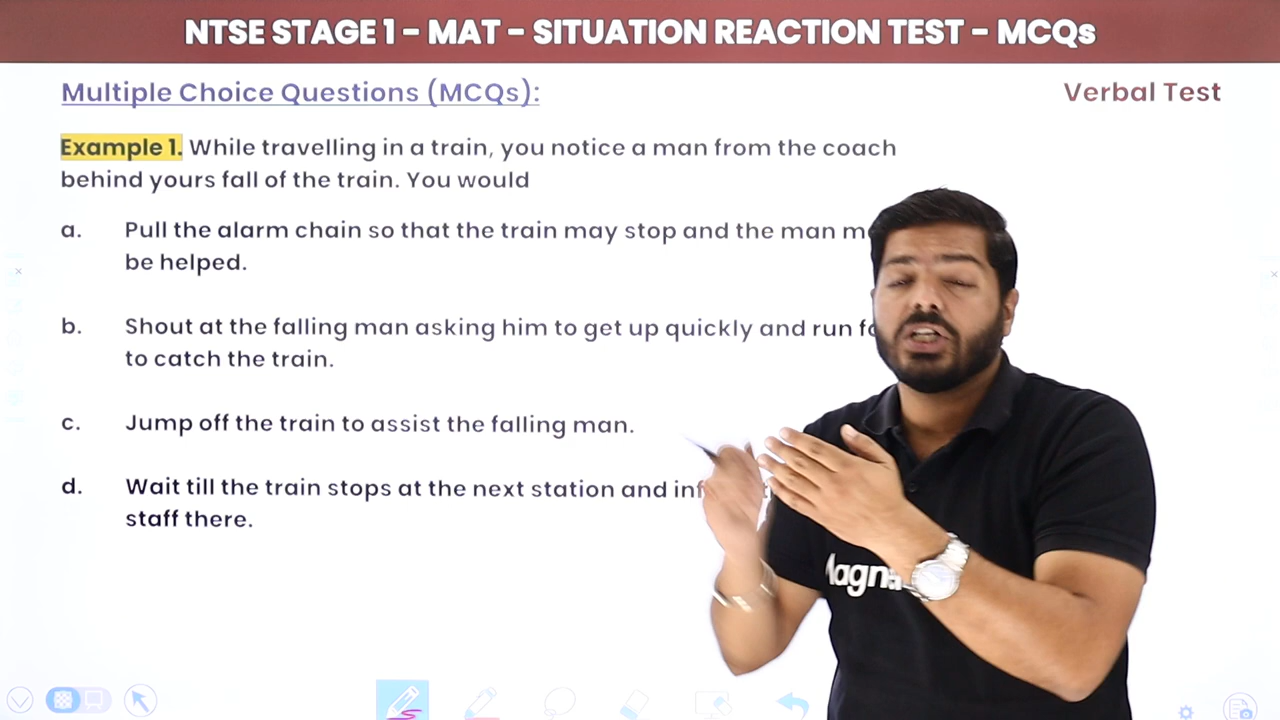 NTSE STAGE 1 – MAT – SITUATION REACTION TEST – MCQs
Multiple Choice Questions (MCQs):
Verbal Test
Example 1. While travelling in a train, you notice a man from the coach
behind yours fall of the train. You would
a. Pull the alarm chain so that the train may stop and the man
be helped.
b. Shout at the falling man asking him to get up quickly and run
to catch the train.
c. Jump off the train to assist the falling man.
d. Wait till the train stops at the next station and
staff there.